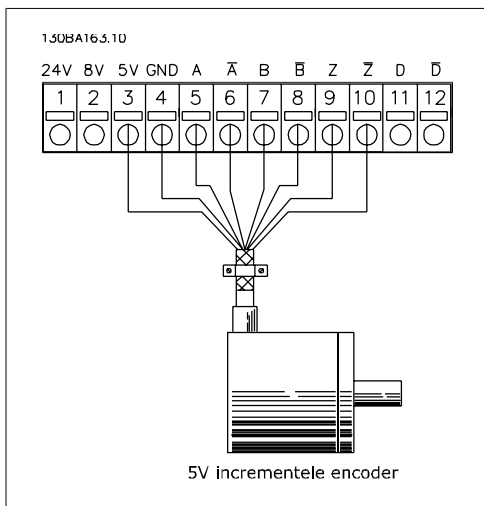 130BA163.10
24V 8V 5V GND A A̅ B B̅ Z Z̅ D D̅
1 2 3 4 5 6 7 8 9 10 11 12
5V incrementele encoder